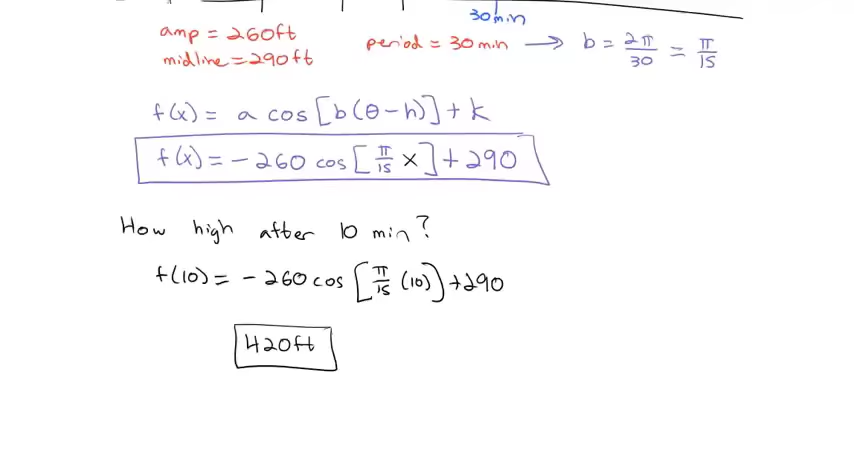 30min
amp = 260ft
midline = 290ft
period = 30 min → b = 2π/30 = π/15
f(x) = a cos[b(θ-h)] + k
f(x) = -260 cos[π/15 x] + 290
How high after 10 min?
f(10) = -260 cos[π/15 (10)] + 290
420ft